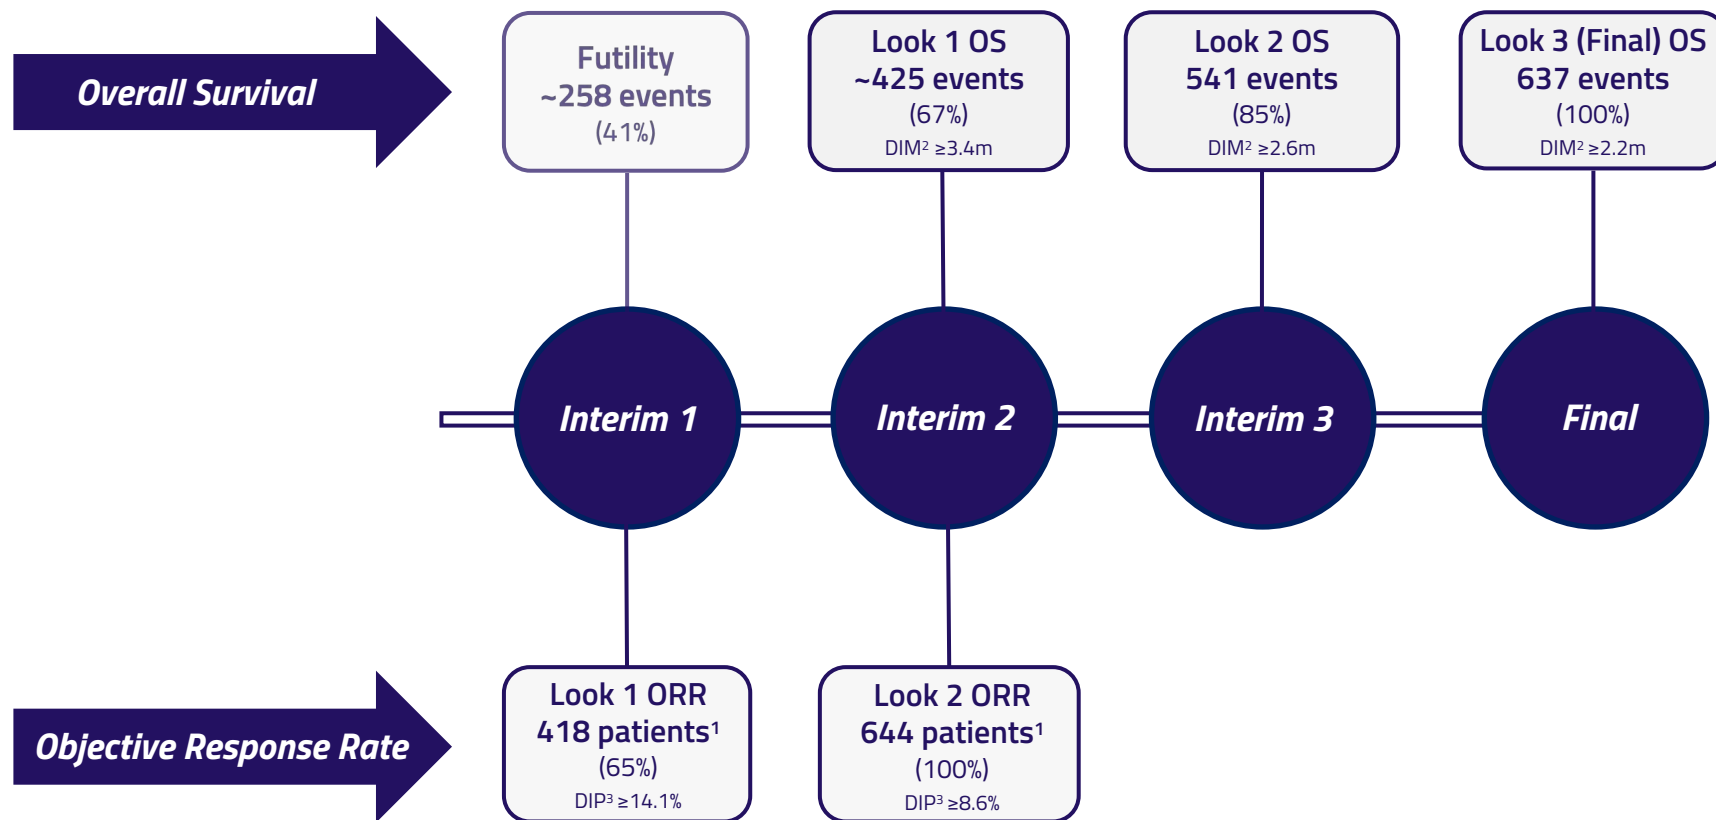 Overall Survival
Futility
~258 events
(41%)
Look 1 OS
~425 events
(67%)
DIM² ≥3.4m
Look 2 OS
541 events
(85%)
DIM² ≥2.6m
Look 3 (Final) OS
637 events
(100%)
DIM² ≥2.2m
Interim 1
Interim 2
Interim 3
Final
Objective Response Rate
Look 1 ORR
418 patients¹
(65%)
DIP³ ≥14.1%
Look 2 ORR
644 patients¹
(100%)
DIP³ ≥8.6%